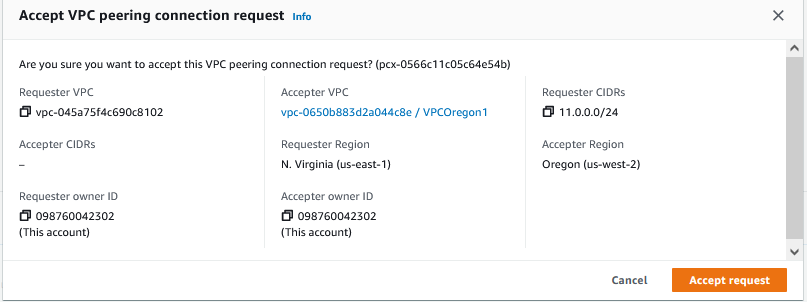 Accept VPC peering connection request Info
Are you sure you want to accept this VPC peering connection request? (pcx-0566c11c05c64e54b)
Requester VPC
vpc-045a75f4c690c8102
Accepter VPC
vpc-0650b883d2a044c8e / VPCOregon1
Requester CIDRs
11.0.0.0/24
Accepter CIDRs
–
Requester Region
N. Virginia (us-east-1)
Accepter Region
Oregon (us-west-2)
Requester owner ID
098760042302
(This account)
Accepter owner ID
098760042302
(This account)
Cancel
Accept request